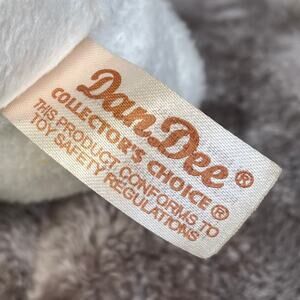 Dan Dee®
COLLECTOR'S CHOICE®
THIS PRODUCT CONFORMS TO
TOY SAFETY REGULATIONS